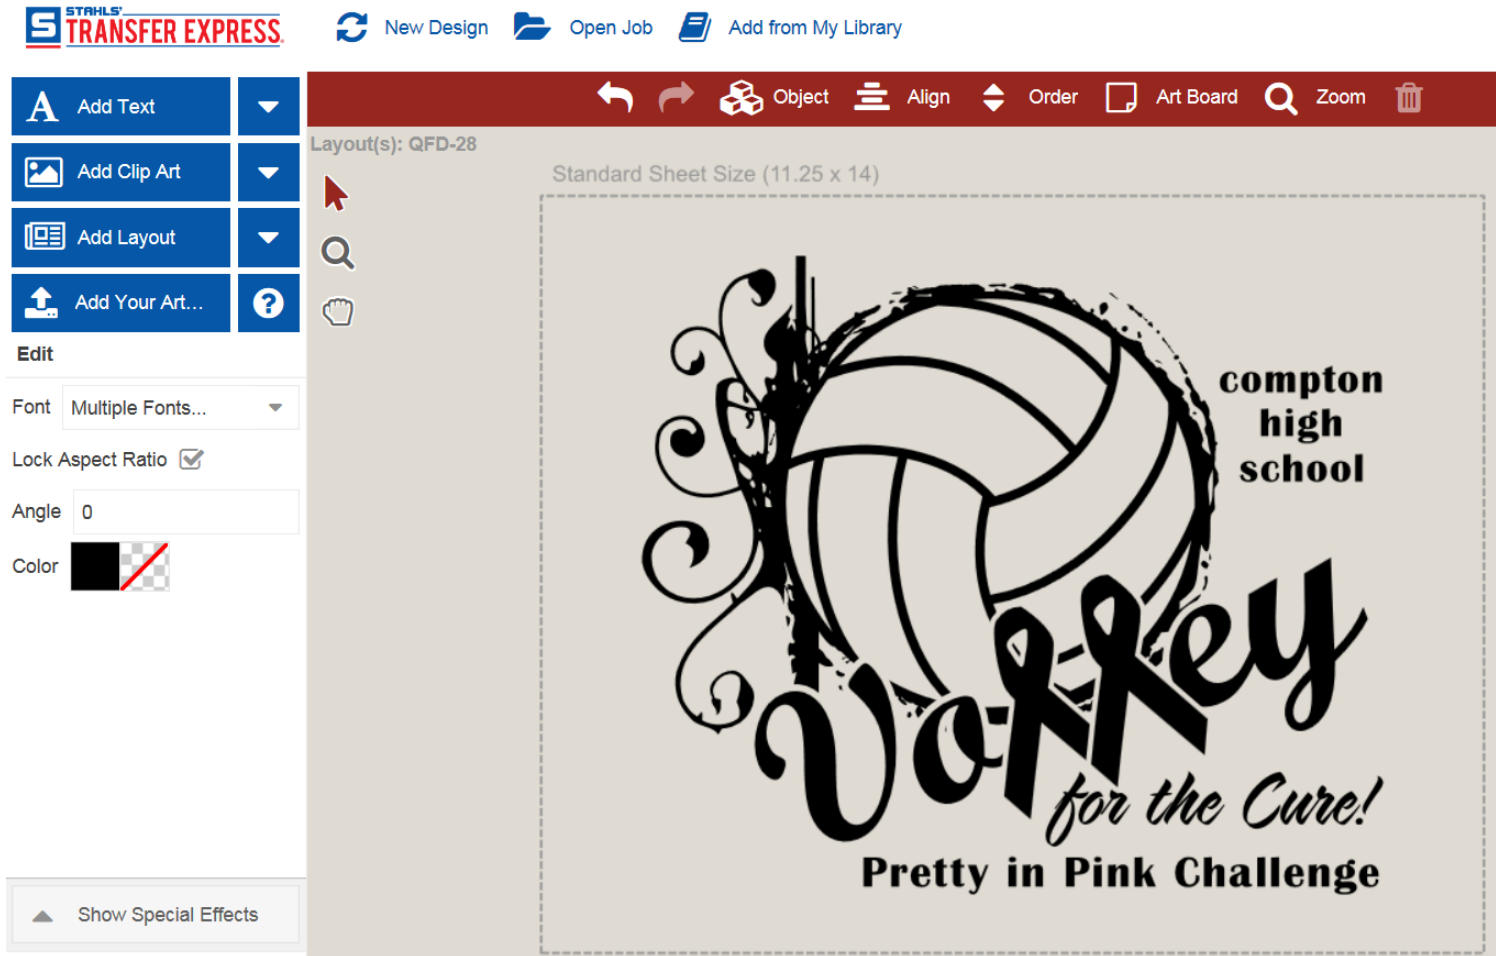 STAHLS'
TRANSFER EXPRESS.
New Design
Open Job
Add from My Library
Add Text
Add Clip Art
Add Layout
Add Your Art...
?
Edit
Font
Multiple Fonts...
Lock Aspect Ratio
Angle
0
Color
Show Special Effects
Object
Align
Order
Art Board
Zoom
Layout(s): QFD-28
Standard Sheet Size (11.25 x 14)
compton
high
school
Volley
for the Cure!
Pretty in Pink Challenge